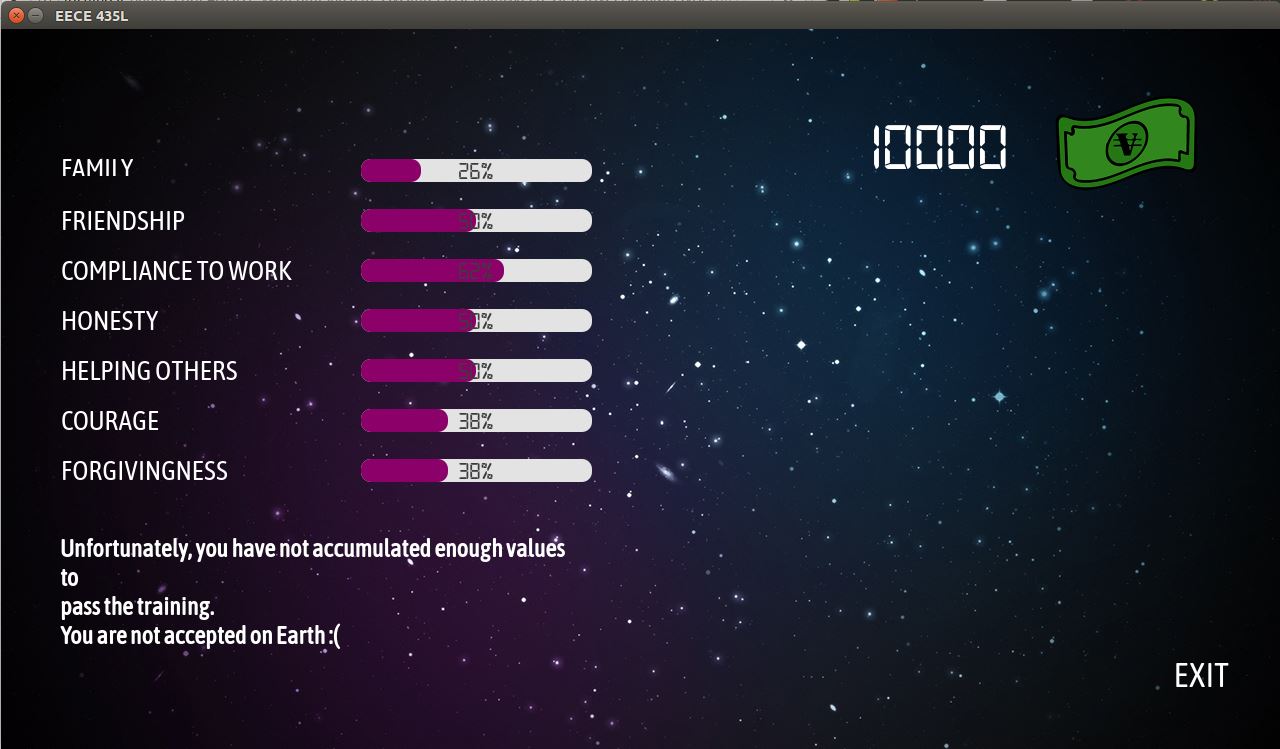 EECE 435L
10000
V
FAMILY 26%
FRIENDSHIP 50%
COMPLIANCE TO WORK 62%
HONESTY 50%
HELPING OTHERS 50%
COURAGE 38%
FORGIVINGNESS 38%
Unfortunately, you have not accumulated enough values
to
pass the training.
You are not accepted on Earth :(
EXIT